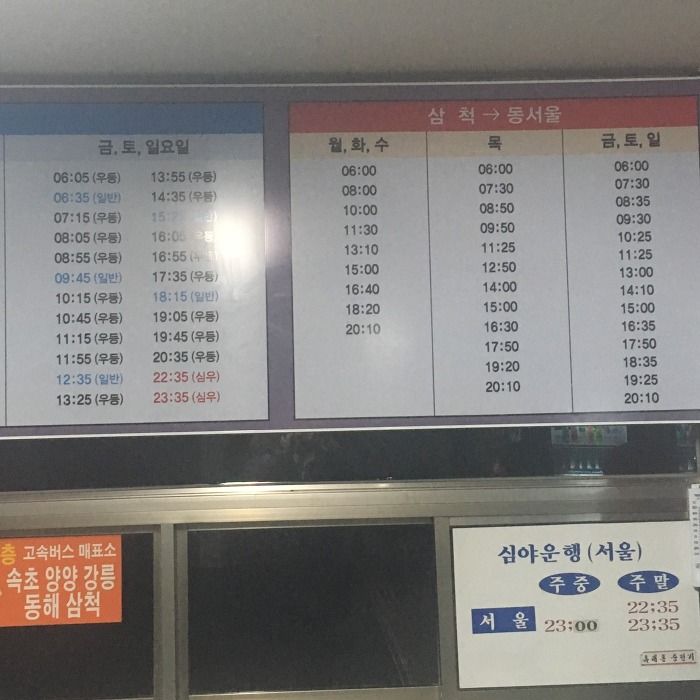 금, 토, 일요일
06:05 (우등) 13:55 (우등)
06:35 (일반) 14:35 (우등)
07:15 (우등)
08:05 (우등) 16:05
08:55 (우등) 16:55
09:45 (일반) 17:35 (우등)
10:15 (우등) 18:15 (일반)
10:45 (우등) 19:05 (우등)
11:15 (우등) 19:45 (우등)
11:55 (우등) 20:35 (우등)
12:35 (일반) 22:35 (심우)
13:25 (우등) 23:35 (심우)
삼 척 → 동서울
월, 화, 수
06:00
08:00
10:00
11:30
13:10
15:00
16:40
18:20
20:10
목
06:00
07:30
08:50
09:50
11:25
12:50
14:00
15:00
16:30
17:50
19:20
20:10
금, 토, 일
06:00
07:30
08:35
09:30
10:25
11:25
13:00
14:10
15:00
16:35
17:50
18:35
19:25
20:10
층 고속버스 매표소
속초 양양 강릉
동해 삼척
심야운행 (서울)
주중 주말
22;35
서 울 23;00 23;35